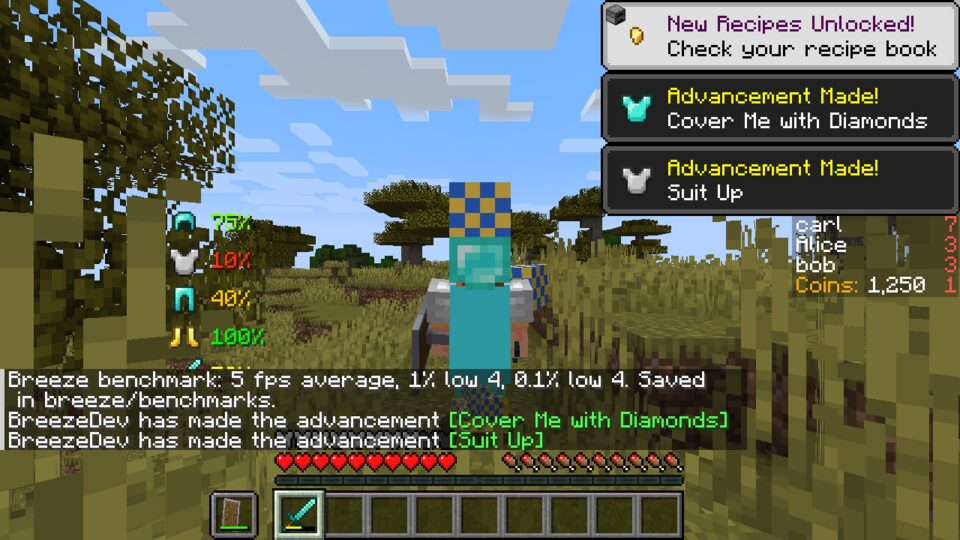 New Recipes Unlocked!
Check your recipe book
Advancement Made!
Cover Me with Diamonds
Advancement Made!
Suit Up
75%
10%
40%
100%
carl 7
Alice 3
bob 3
Coins: 1,250 1
Breeze benchmark: 5 fps average, 1% low 4, 0.1% low 4. Saved
in breeze/benchmarks.
BreezeDev has made the advancement [Cover Me with Diamonds]
BreezeDev has made the advancement [Suit Up]